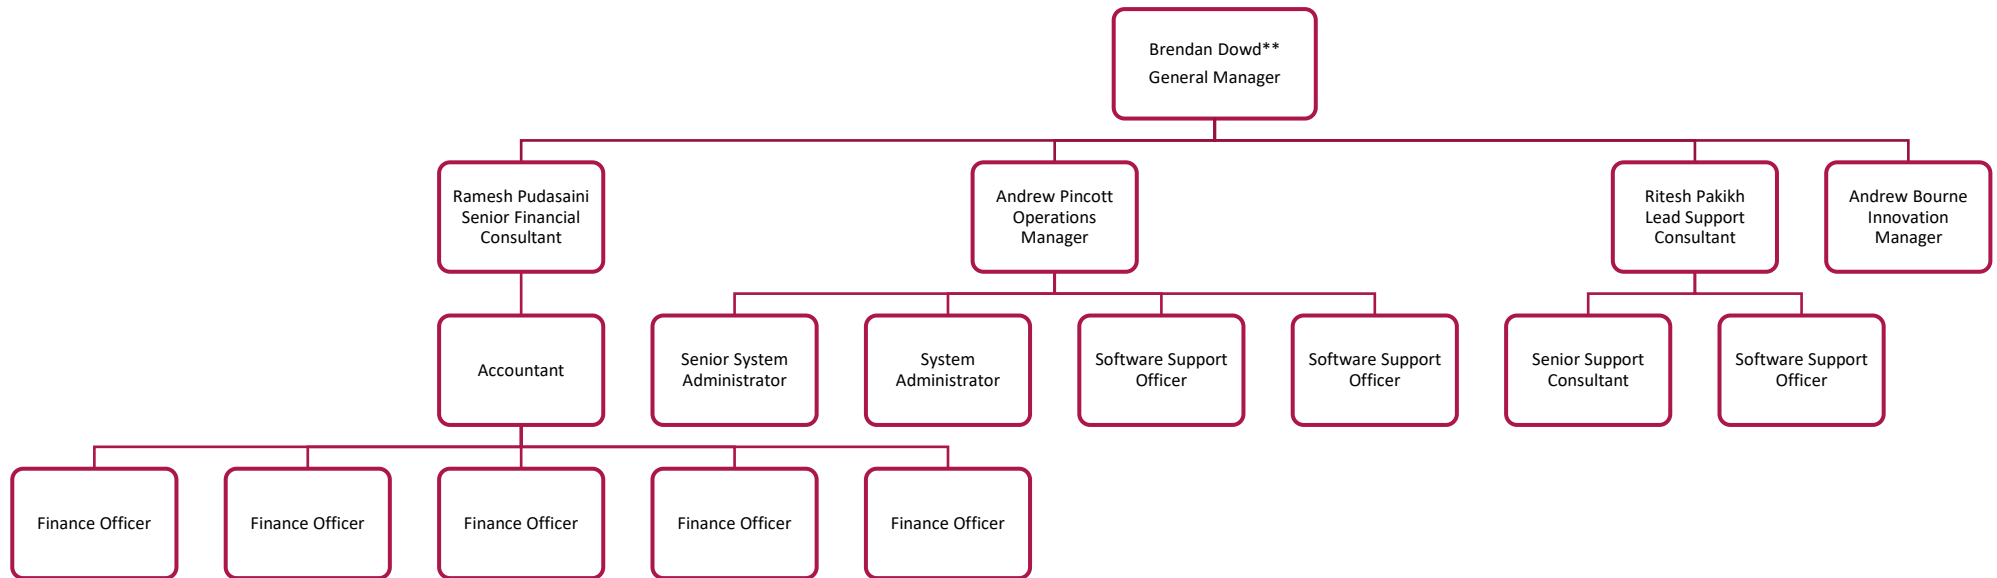 Brendan Dowd**
General Manager
Ramesh Pudasaini
Senior Financial
Consultant
Andrew Pincott
Operations
Manager
Ritesh Pakikh
Lead Support
Consultant
Andrew Bourne
Innovation
Manager
Accountant
Senior System
Administrator
System
Administrator
Software Support
Officer
Software Support
Officer
Senior Support
Consultant
Software Support
Officer
Finance Officer
Finance Officer
Finance Officer
Finance Officer
Finance Officer